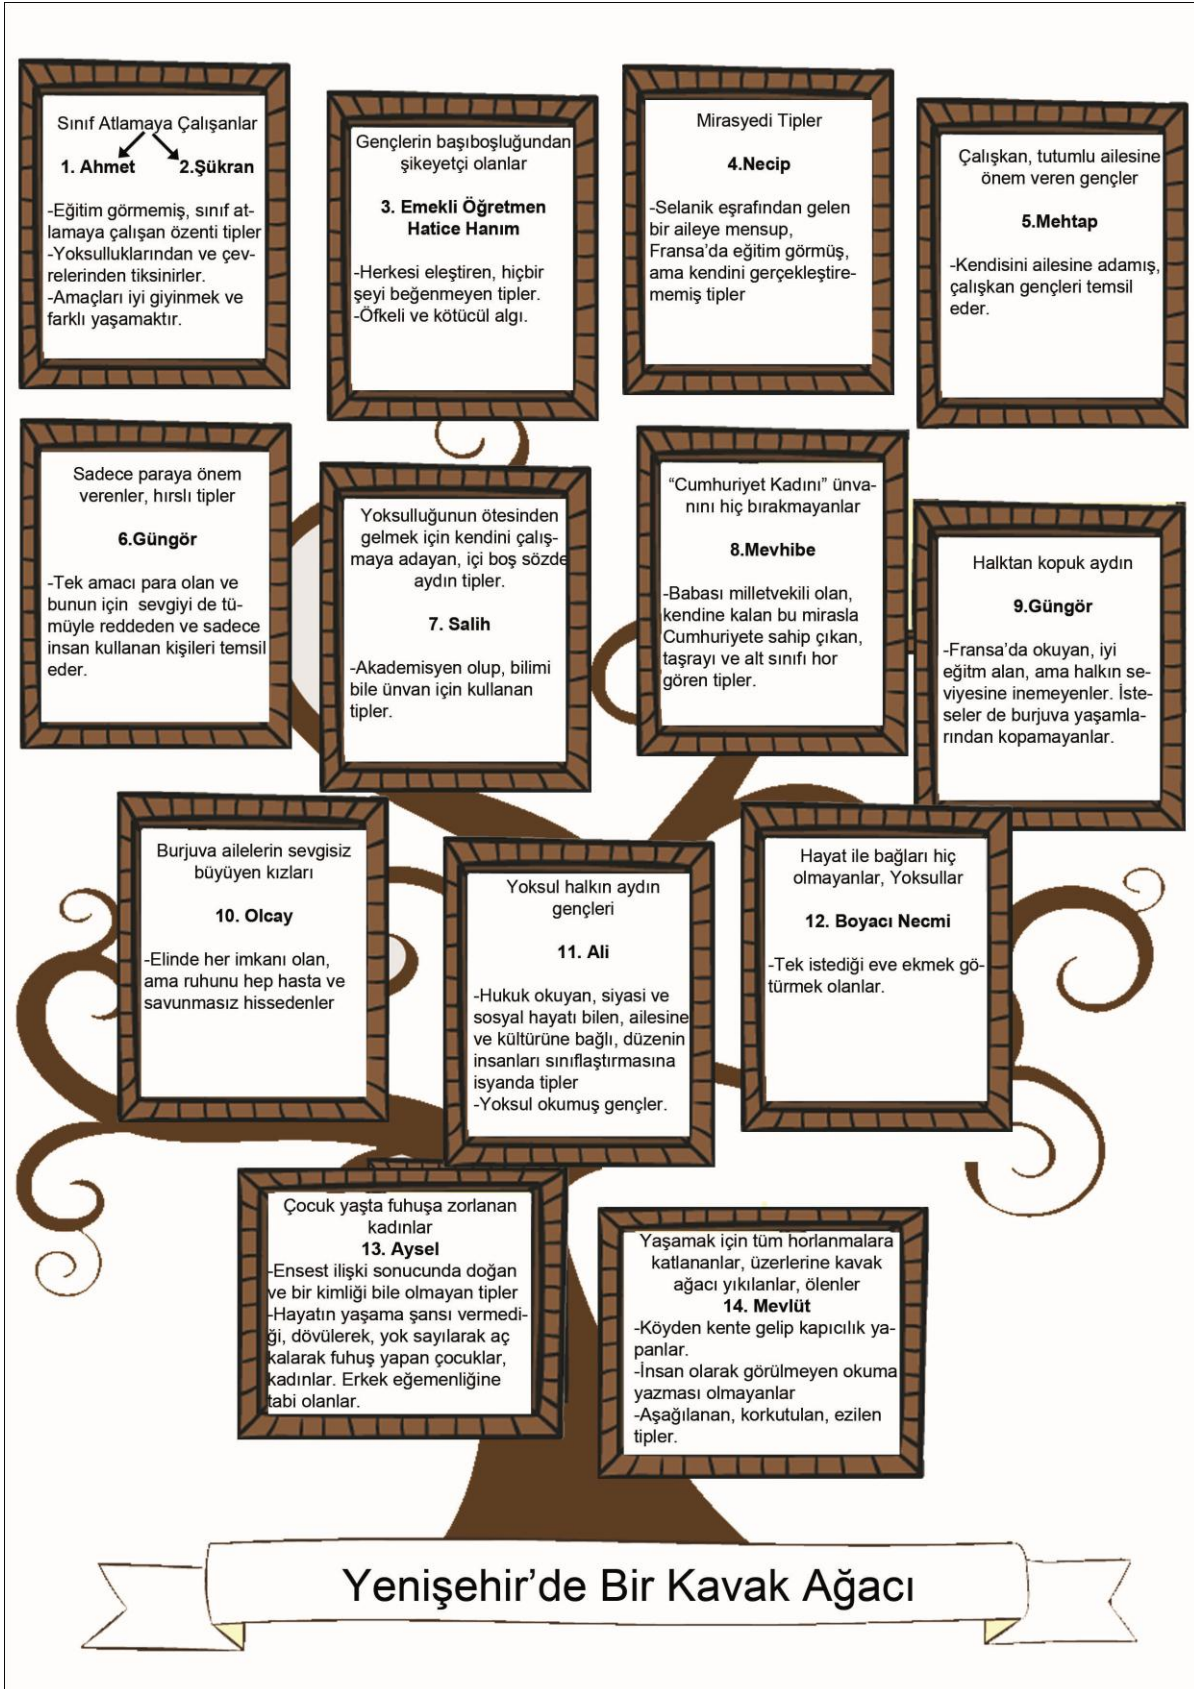 Sınıf Atlamaya Çalışanlar
1. Ahmet 2.Şükran
-Eğitim görmemiş, sınıf at-
lamaya çalışan özenti tipler
-Yoksulluklarından ve çev-
relerinden tiksinirler.
-Amaçları iyi giyinmek ve
farklı yaşamaktır.
Gençlerin başıboşluğundan
şikeyetçi olanlar
3. Emekli Öğretmen
Hatice Hanım
-Herkesi eleştiren, hiçbir
şeyi beğenmeyen tipler.
-Öfkeli ve kötücül algı.
Mirasyedi Tipler
4.Necip
-Selanik eşrafından gelen
bir aileye mensup,
Fransa’da eğitim görmüş,
ama kendini gerçekleştire-
memiş tipler
Çalışkan, tutumlu ailesine
önem veren gençler
5.Mehtap
-Kendisini ailesine adamış,
çalışkan gençleri temsil
eder.
Sadece paraya önem
verenler, hırslı tipler
6.Güngör
-Tek amacı para olan ve
bunun için sevgiyi de tü-
müyle reddeden ve sadece
insan kullanan kişileri temsil
eder.
Yoksulluğunun ötesinden
gelmek için kendini çalış-
maya adayan, içi boş sözde
aydın tipler.
7. Salih
-Akademisyen olup, bilimi
bile ünvan için kullanan
tipler.
“Cumhuriyet Kadını” ünva-
nını hiç bırakmayanlar
8.Mevhibe
-Babası milletvekili olan,
kendine kalan bu mirasla
Cumhuriyete sahip çıkan,
taşrayı ve alt sınıfı hor
gören tipler.
Halktan kopuk aydın
9.Güngör
-Fransa’da okuyan, iyi
eğitm alan, ama halkın se-
viyesine inemeyenler. İste-
seler de burjuva yaşamla-
rından kopamayanlar.
Burjuva ailelerin sevgisiz
büyüyen kızları
10. Olcay
-Elinde her imkanı olan,
ama ruhunu hep hasta ve
savunmasız hissedenler
Yoksul halkın aydın
gençleri
11. Ali
-Hukuk okuyan, siyasi ve
sosyal hayatı bilen, ailesine
ve kültürüne bağlı, düzenin
insanları sınıflaştırmasına
isyanda tipler
-Yoksul okumuş gençler.
Hayat ile bağları hiç
olmayanlar, Yoksullar
12. Boyacı Necmi
-Tek istediği eve ekmek gö-
türmek olanlar.
Çocuk yaşta fuhuşa zorlanan
kadınlar
13. Aysel
-Ensest ilişki sonucunda doğan
ve bir kimliği bile olmayan tipler
-Hayatın yaşama şansı vermedi-
ği, dövülerek, yok sayılarak aç
kalarak fuhuş yapan çocuklar,
kadınlar. Erkek eğemenliğine
tabi olanlar.
Yaşamak için tüm horlanmalara
katlananlar, üzerlerine kavak
ağacı yıkılanlar, ölenler
14. Mevlüt
-Köyden kente gelip kapıcılık ya-
panlar.
-İnsan olarak görülmeyen okuma
yazması olmayanlar
-Aşağılanan, korkutulan, ezilen
tipler.
Yenişehir’de Bir Kavak Ağacı